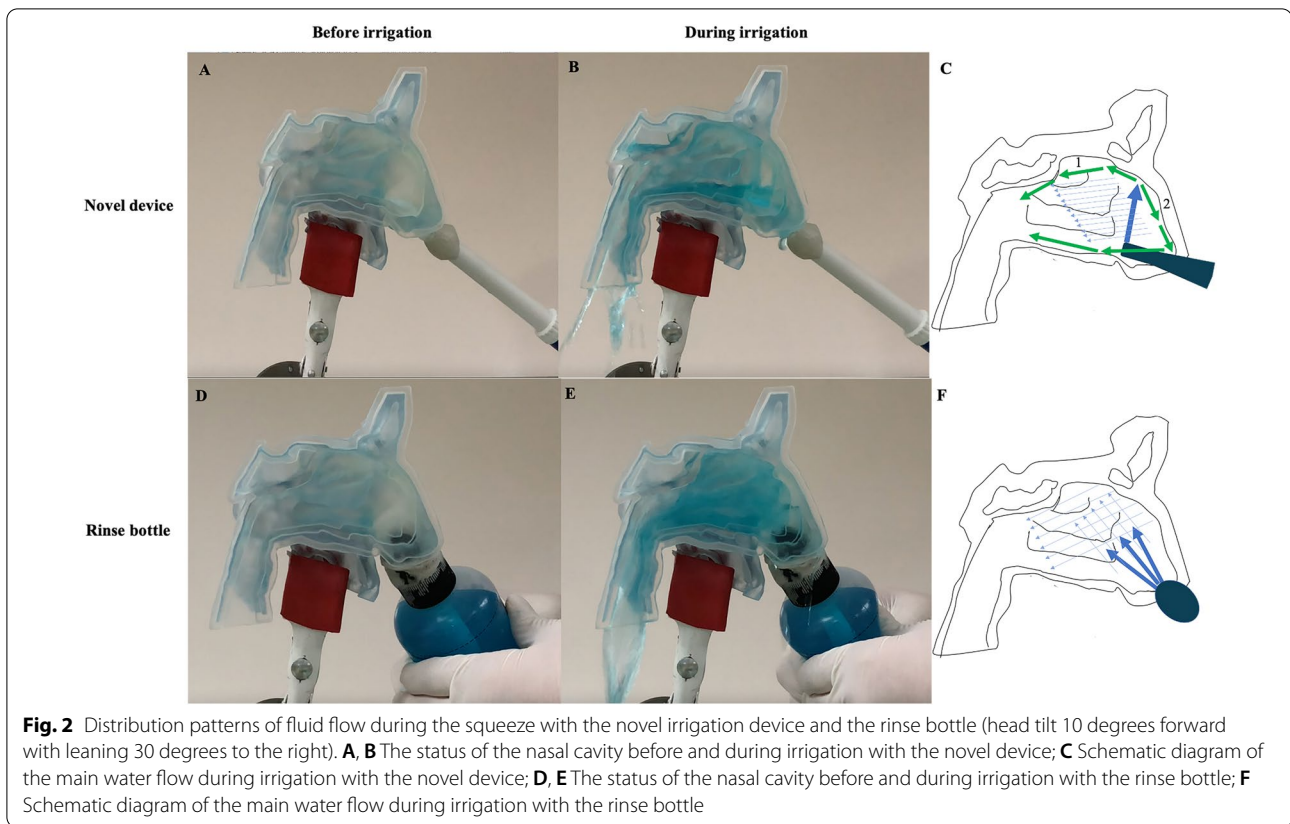 Before irrigation
During irrigation
A
B
C
1
2
Novel device
D
E
F
Rinse bottle
Fig. 2 Distribution patterns of fluid flow during the squeeze with the novel irrigation device and the rinse bottle (head tilt 10 degrees forward
with leaning 30 degrees to the right). A, B The status of the nasal cavity before and during irrigation with the novel device; C Schematic diagram of
the main water flow during irrigation with the novel device; D, E The status of the nasal cavity before and during irrigation with the rinse bottle; F
Schematic diagram of the main water flow during irrigation with the rinse bottle